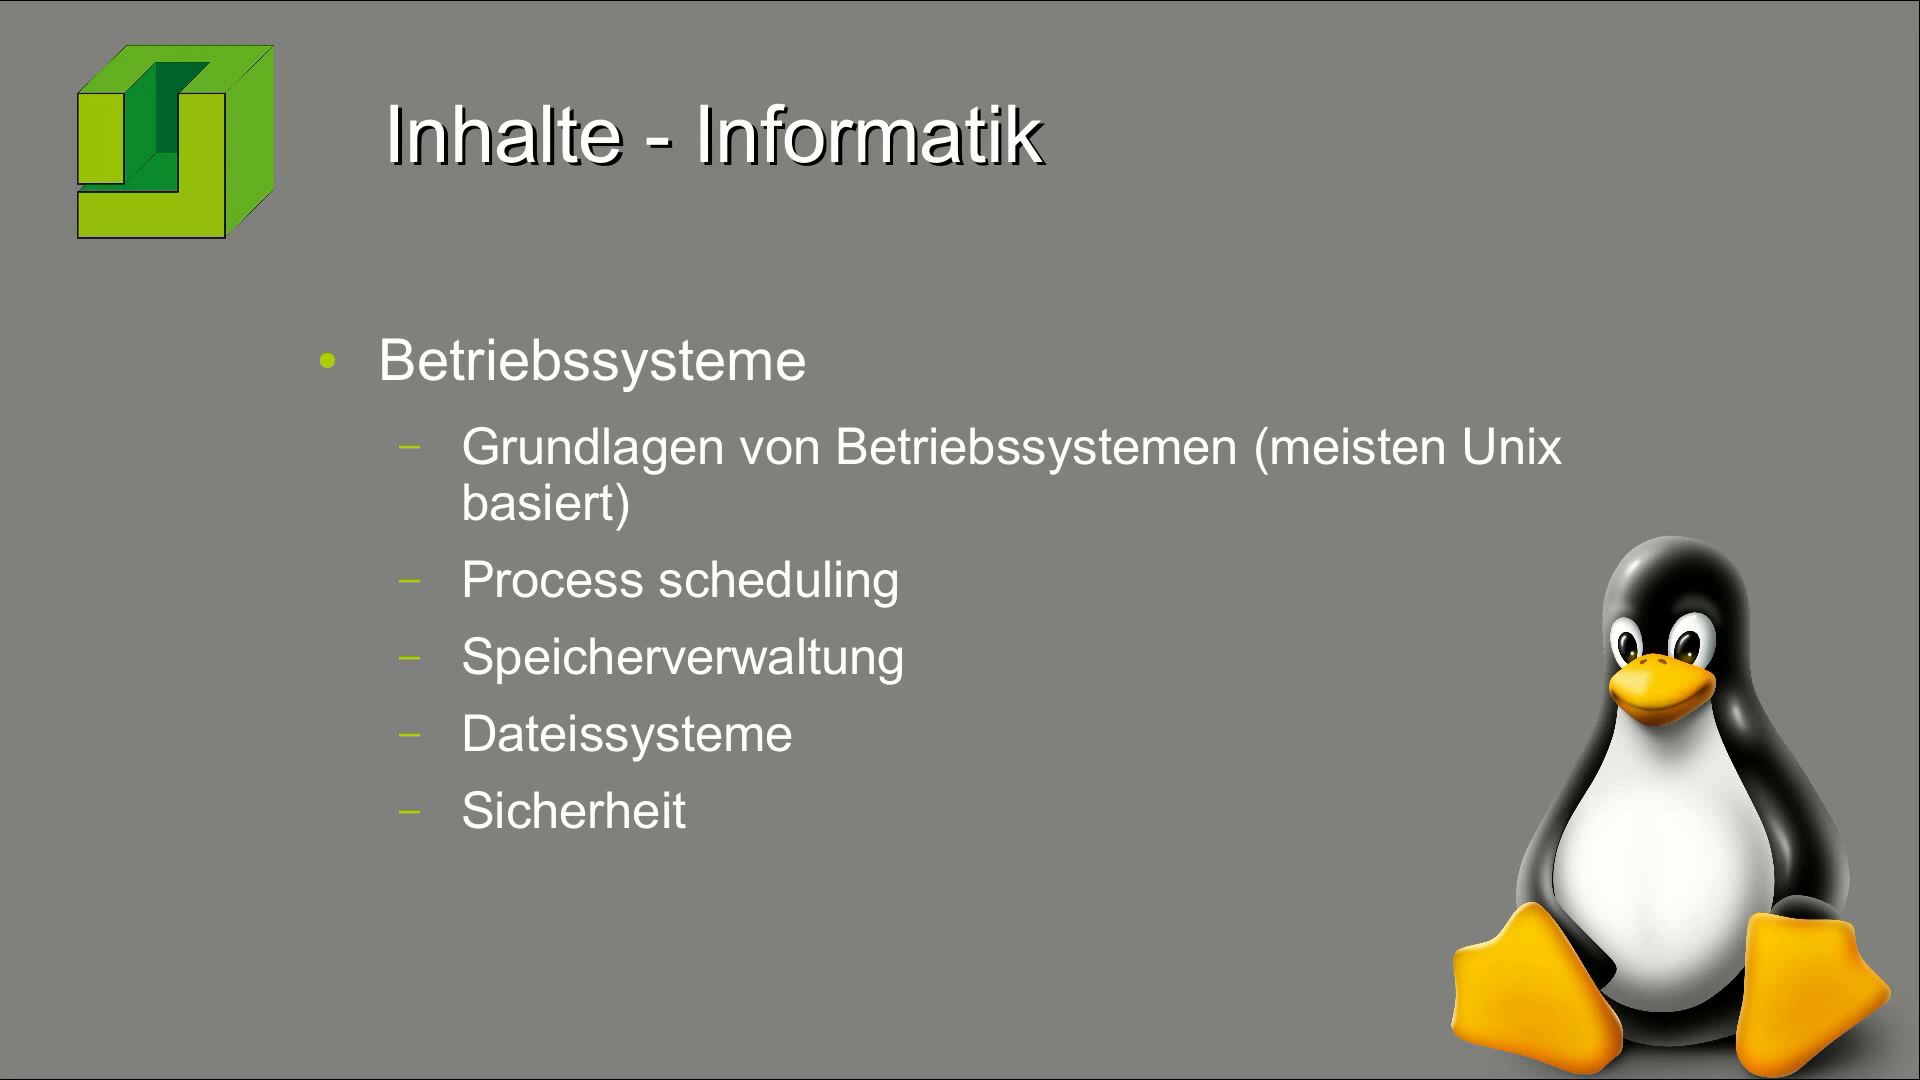 Inhalte - Informatik
• Betriebssysteme
– Grundlagen von Betriebssystemen (meisten Unix
basiert)
– Process scheduling
– Speicherverwaltung
– Dateissysteme
– Sicherheit